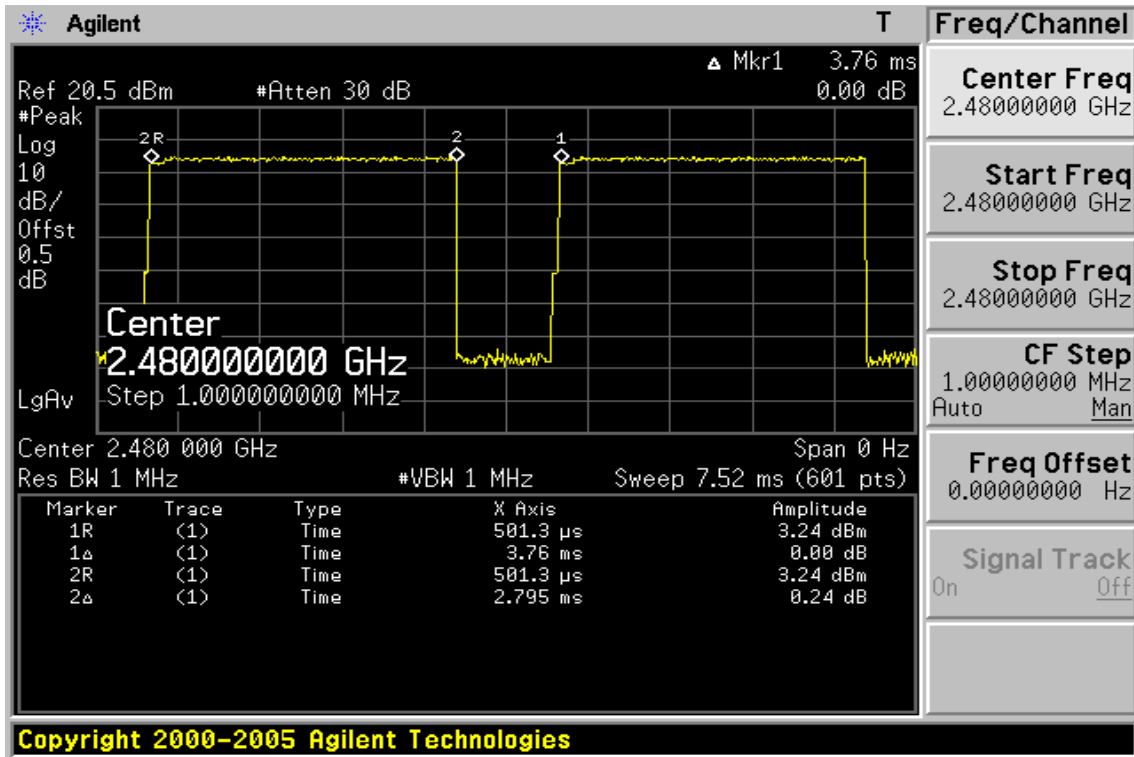 Agilent T
Δ Mkr1 3.76 ms
Ref 20.5 dBm #Atten 30 dB 0.00 dB
#Peak
Log
10
dB/
Offst
0.5
dB
2R 2 1
Center
2.480000000 GHz
Step 1.000000000 MHz
LgAv
Center 2.480 000 GHz Span 0 Hz
Res BW 1 MHz #VBW 1 MHz Sweep 7.52 ms (601 pts)
Marker Trace Type X Axis Amplitude
1R (1) Time 501.3 µs 3.24 dBm
1Δ (1) Time 3.76 ms 0.00 dB
2R (1) Time 501.3 µs 3.24 dBm
2Δ (1) Time 2.795 ms 0.24 dB
Freq/Channel
Center Freq
2.48000000 GHz
Start Freq
2.48000000 GHz
Stop Freq
2.48000000 GHz
CF Step
1.00000000 MHz
Auto Man
Freq Offset
0.00000000 Hz
Signal Track
On Off
Copyright 2000-2005 Agilent Technologies